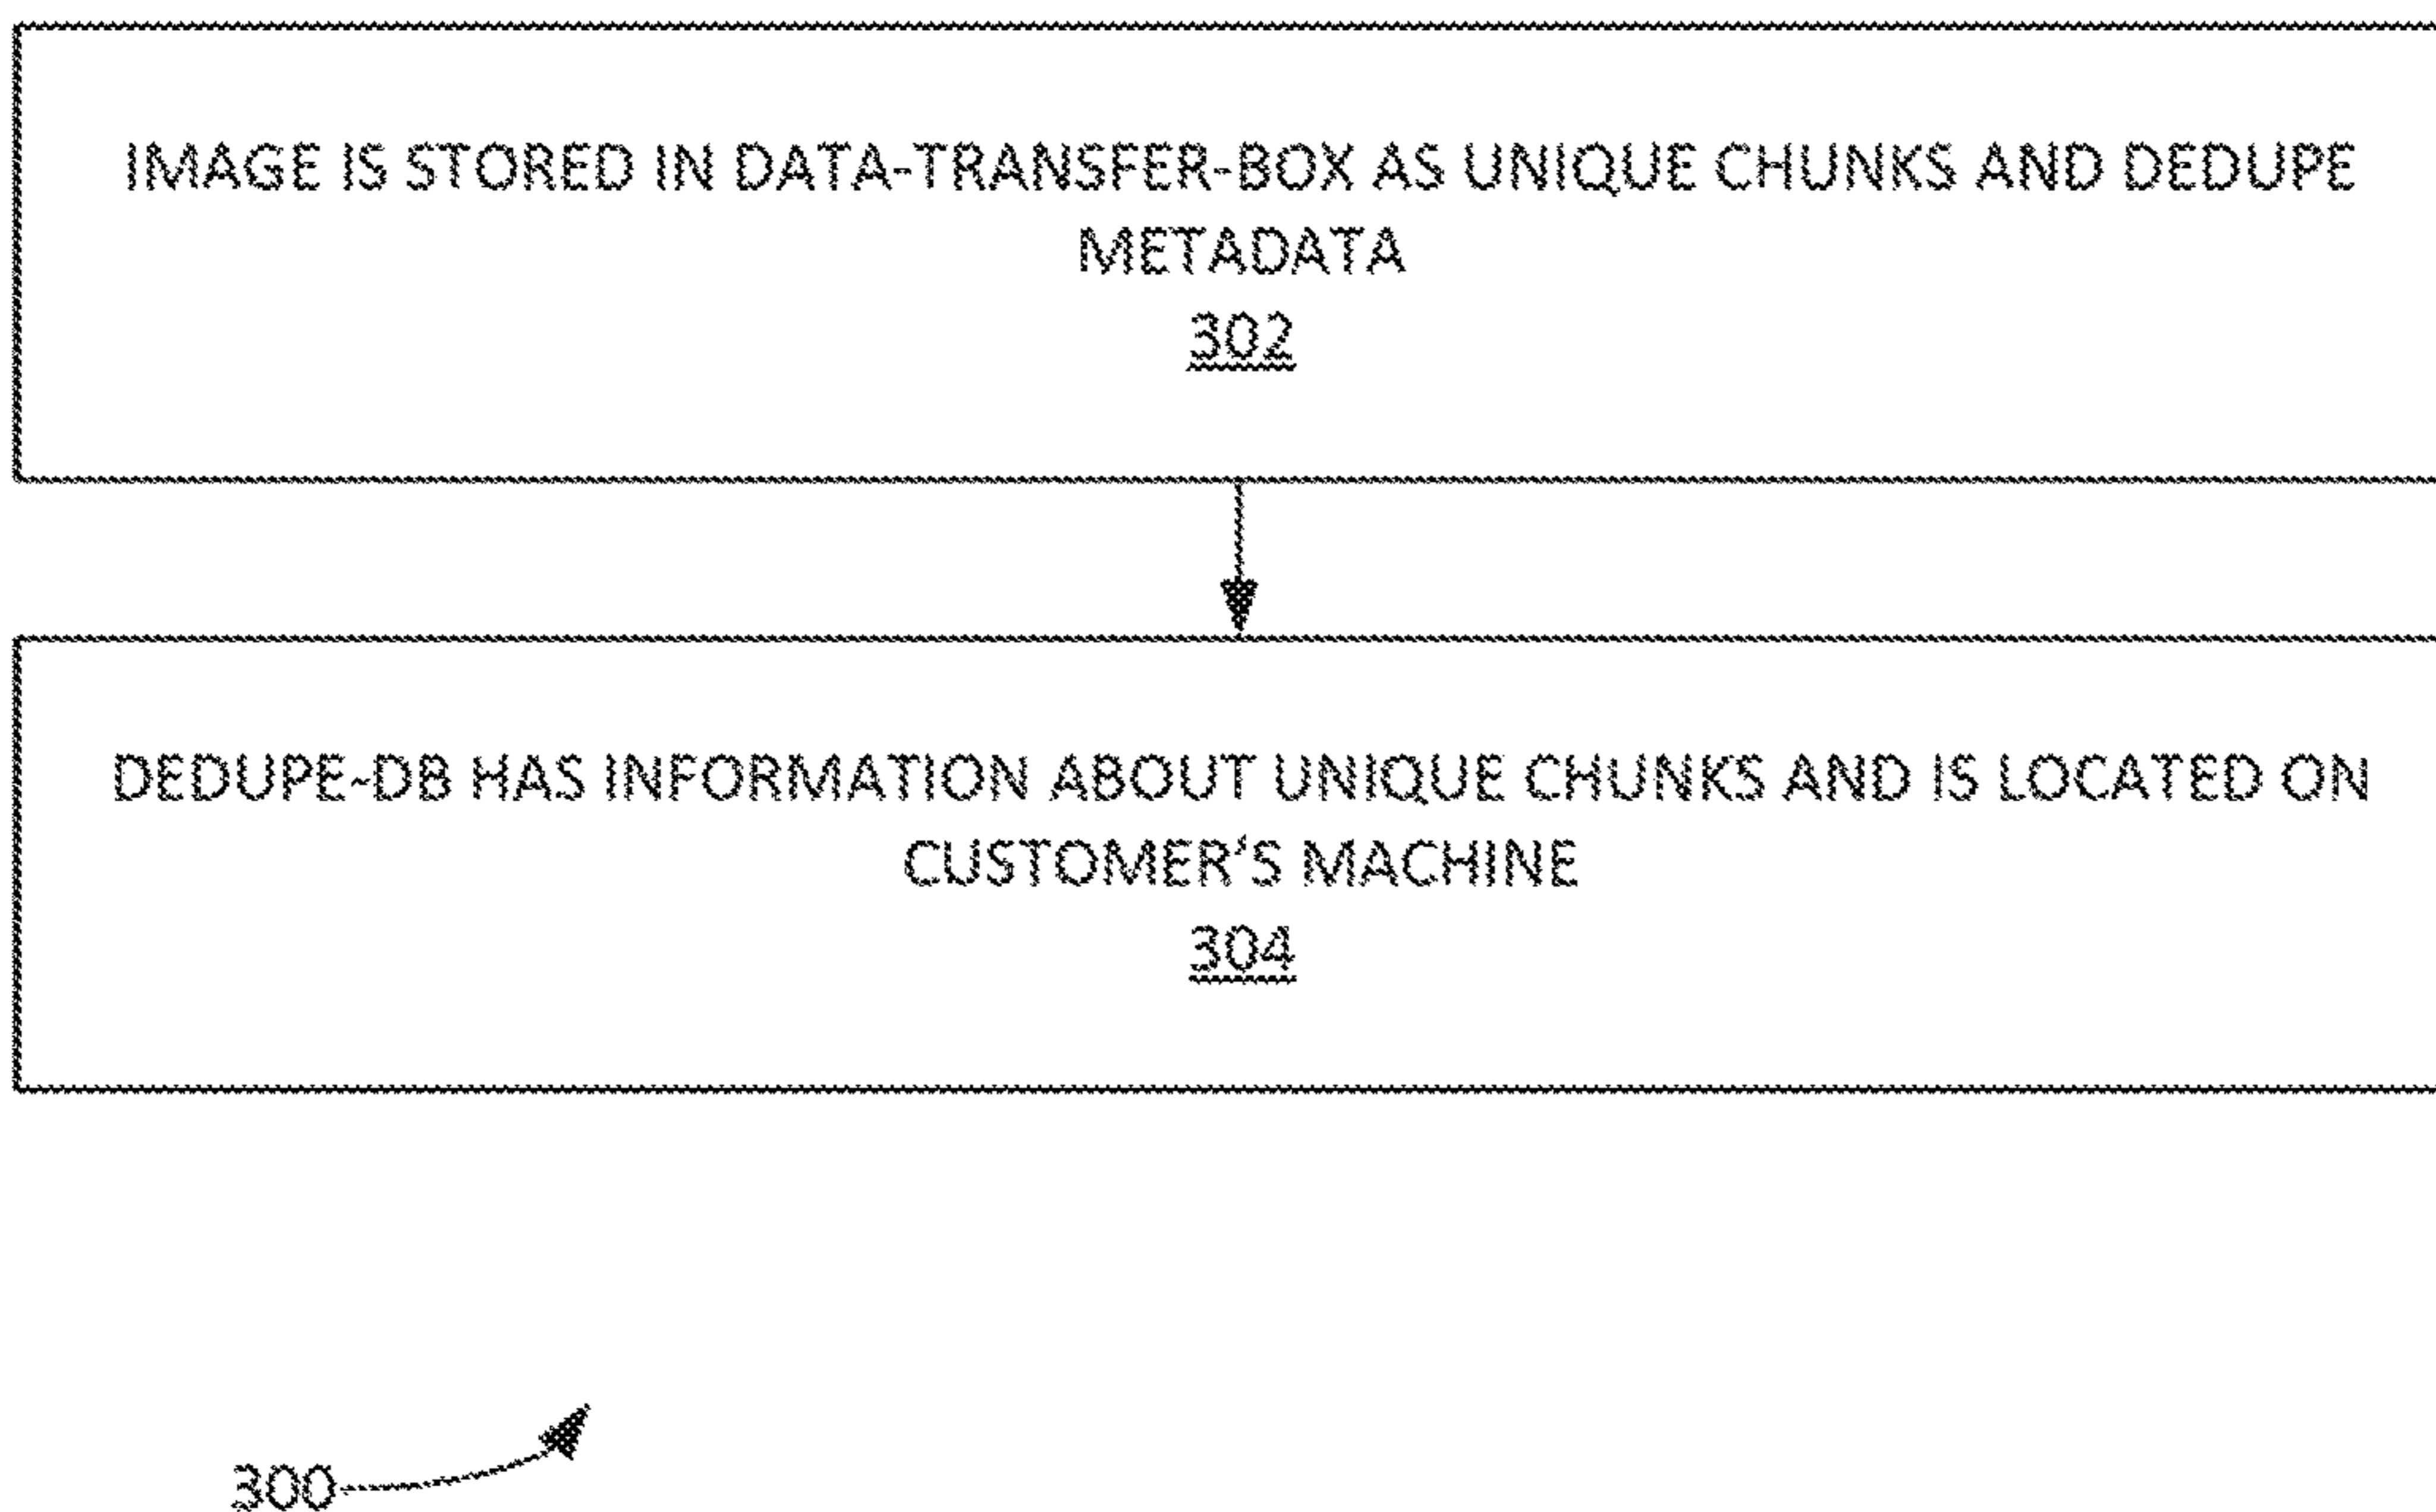 IMAGE IS STORED IN DATA-TRANSFER-BOX AS UNIQUE CHUNKS AND DEDUPE
METADATA
302
DEDUPE-DB HAS INFORMATION ABOUT UNIQUE CHUNKS AND IS LOCATED ON
CUSTOMER'S MACHINE
304
300